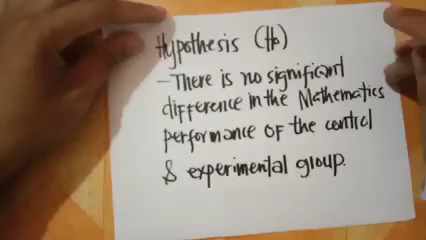 Hypothesis (Ho)
- There is no significant
difference in the Mathematics
performance of the control
& experimental group.